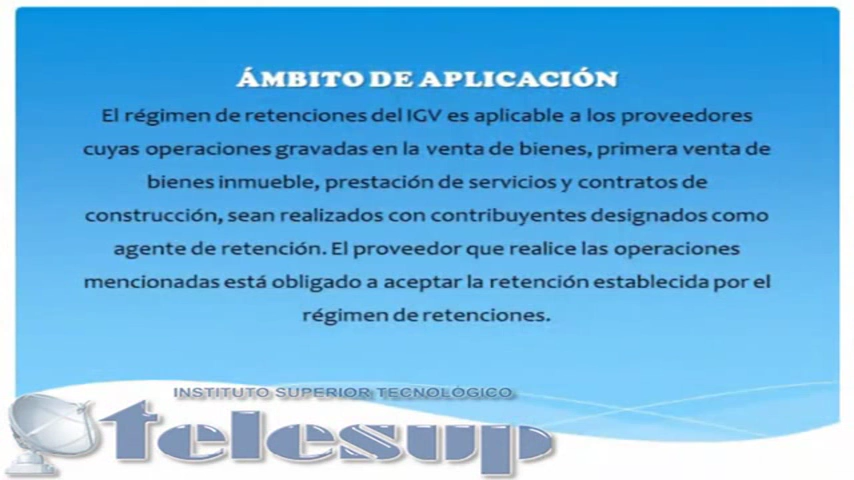 ÁMBITO DE APLICACIÓN
El régimen de retenciones del IGV es aplicable a los proveedores
cuyas operaciones gravadas en la venta de bienes, primera venta de
bienes inmueble, prestación de servicios y contratos de
construcción, sean realizados con contribuyentes designados como
agente de retención. El proveedor que realice las operaciones
mencionadas está obligado a aceptar la retención establecida por el
régimen de retenciones.
INSTITUTO SUPERIOR TECNOLÓGICO
telesup